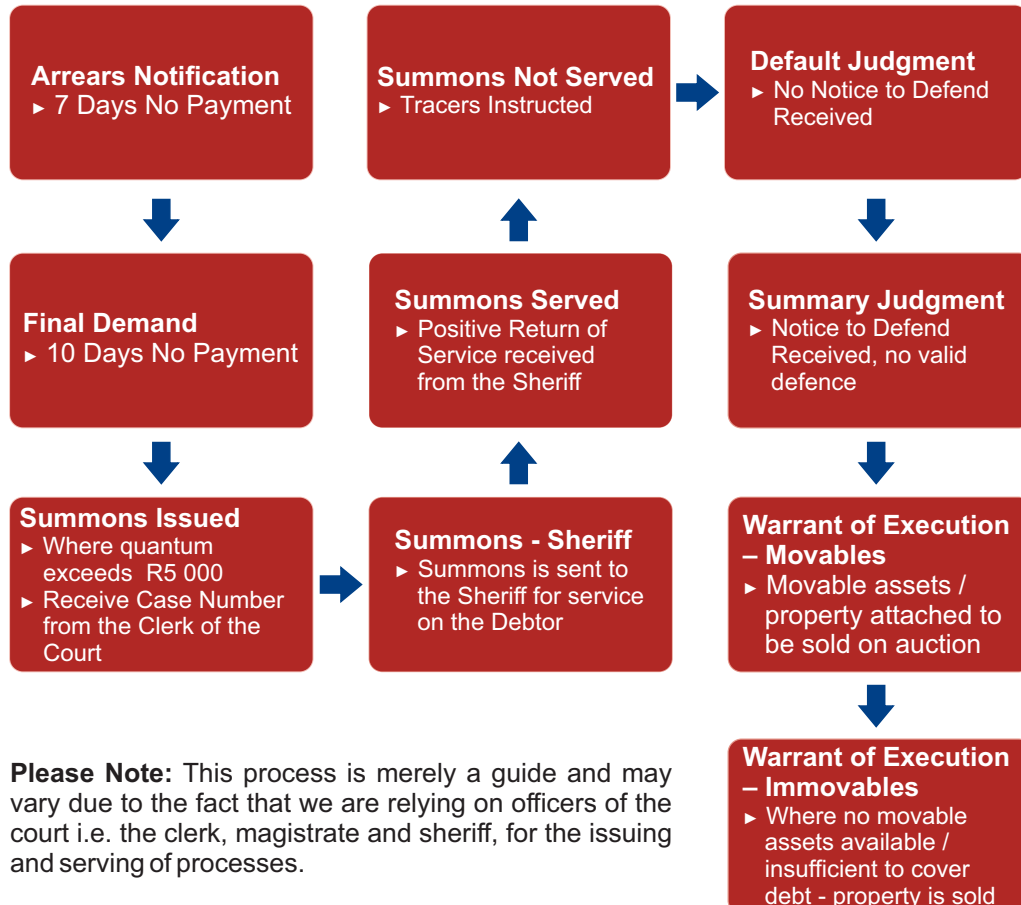 Arrears Notification
► 7 Days No Payment
Final Demand
► 10 Days No Payment
Summons Issued
► Where quantum
exceeds R5 000
► Receive Case Number
from the Clerk of the
Court
Summons - Sheriff
► Summons is sent to
the Sheriff for service
on the Debtor
Summons Served
► Positive Return of
Service received
from the Sheriff
Summons Not Served
► Tracers Instructed
Default Judgment
► No Notice to Defend
Received
Summary Judgment
► Notice to Defend
Received, no valid
defence
Warrant of Execution
– Movables
► Movable assets /
property attached to
be sold on auction
Warrant of Execution
– Immovables
► Where no movable
assets available /
insufficient to cover
debt - property is sold
Please Note: This process is merely a guide and may
vary due to the fact that we are relying on officers of the
court i.e. the clerk, magistrate and sheriff, for the issuing
and serving of processes.